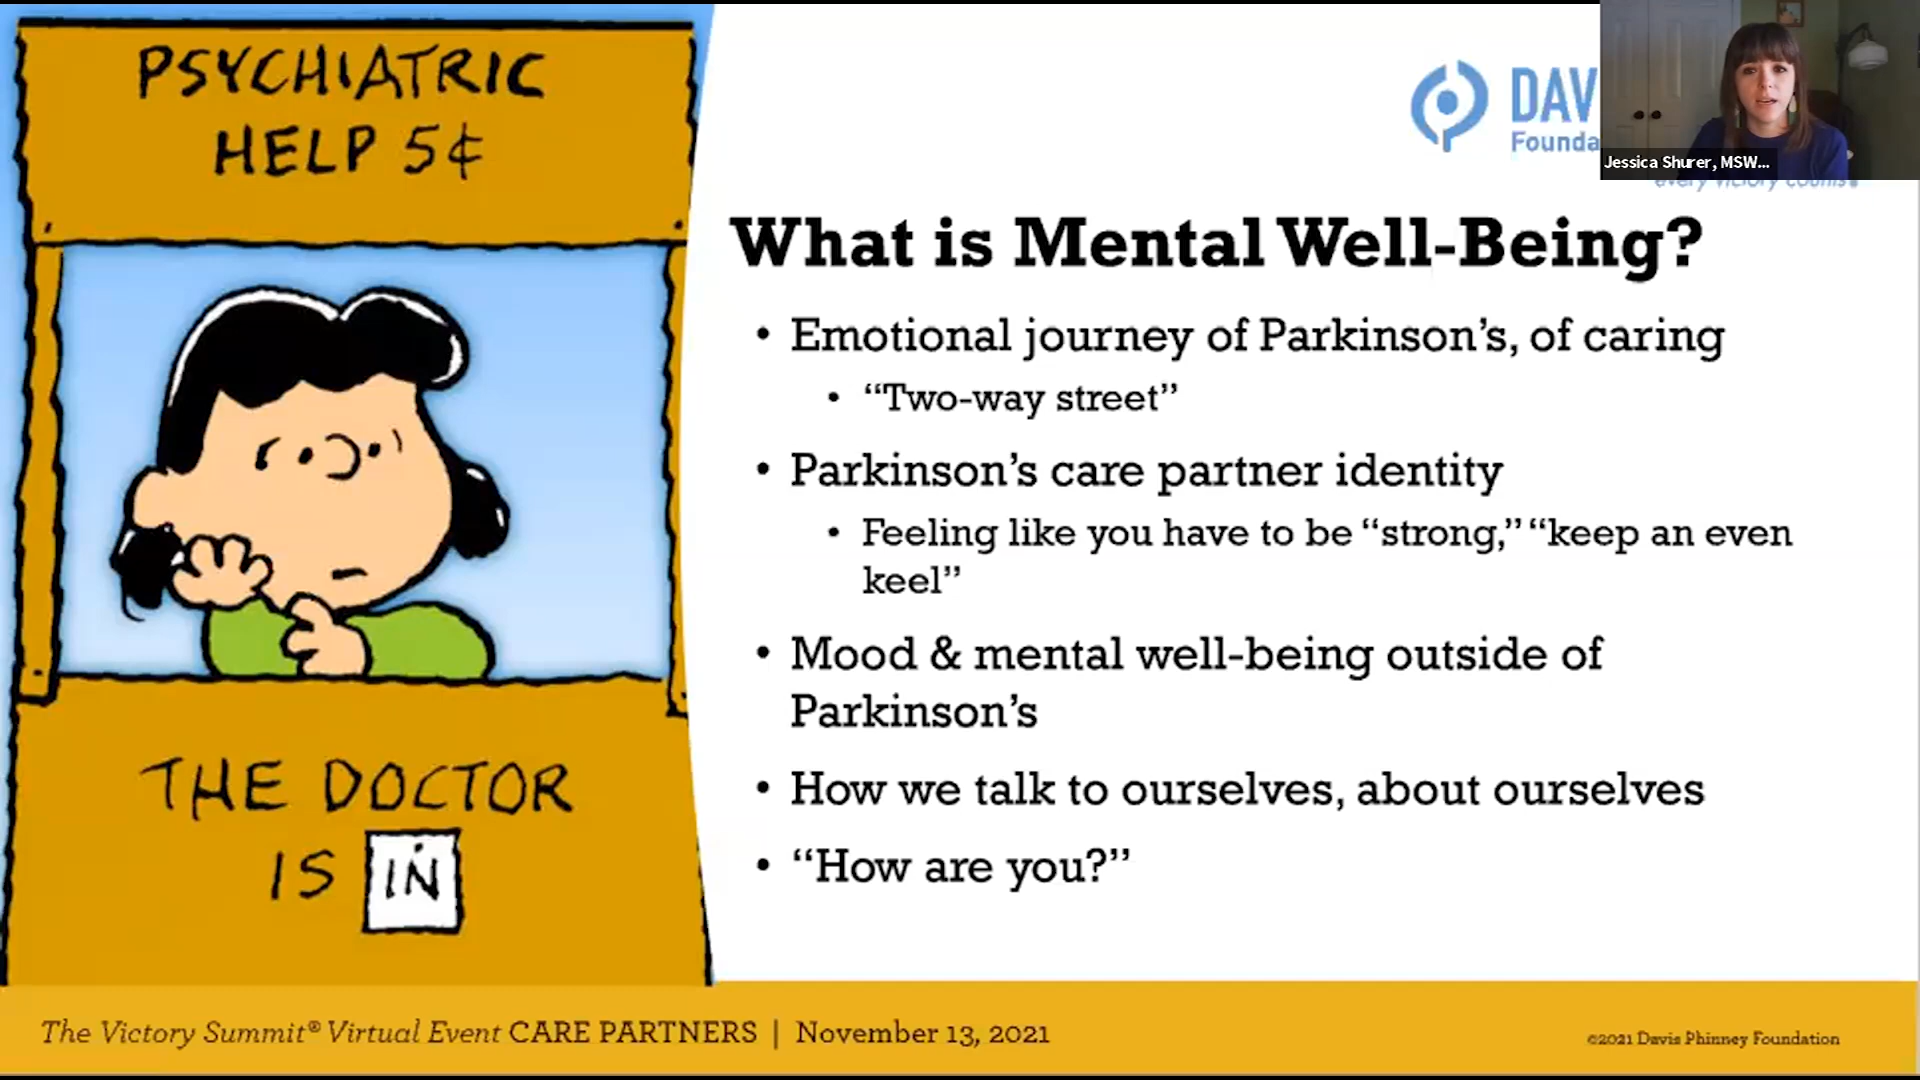 PSYCHIATRIC
HELP 5¢
THE DOCTOR
IS IN
DAV
Founda
Jessica Shurer, MSW...
every victory counts®
What is Mental Well-Being?
• Emotional journey of Parkinson’s, of caring
• “Two-way street”
• Parkinson’s care partner identity
• Feeling like you have to be “strong,” “keep an even
keel”
• Mood & mental well-being outside of
Parkinson’s
• How we talk to ourselves, about ourselves
• “How are you?”
The Victory Summit® Virtual Event CARE PARTNERS | November 13, 2021
©2021 Davis Phinney Foundation